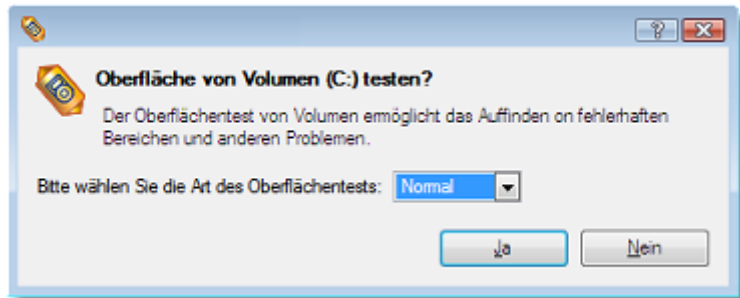 Oberfläche von Volumen (C:) testen?
Der Oberflächentest von Volumen ermöglicht das Auffinden on fehlerhaften
Bereichen und anderen Problemen.
Bitte wählen Sie die Art des Oberflächentests: Normal
Ja Nein